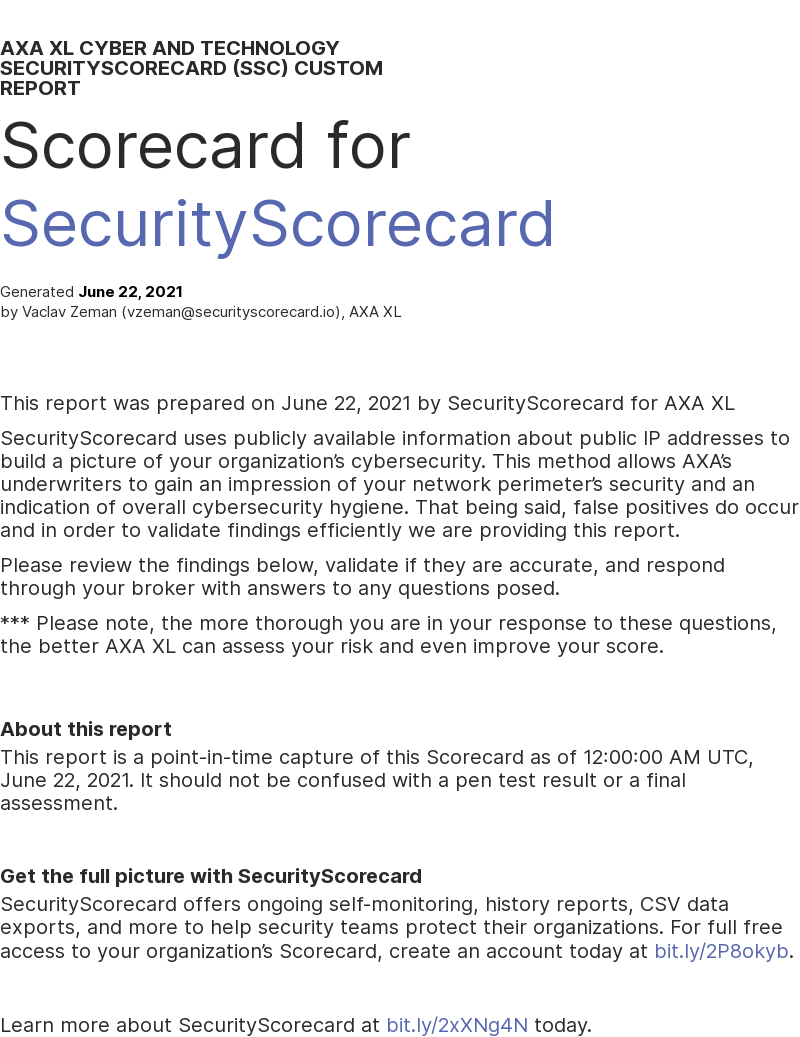 AXA XL CYBER AND TECHNOLOGY
SECURITYSCORECARD (SSC) CUSTOM
REPORT
Scorecard for
SecurityScorecard
Generated June 22, 2021
by Vaclav Zeman (vzeman@securityscorecard.io), AXA XL
This report was prepared on June 22, 2021 by SecurityScorecard for AXA XL
SecurityScorecard uses publicly available information about public IP addresses to
build a picture of your organization’s cybersecurity. This method allows AXA’s
underwriters to gain an impression of your network perimeter’s security and an
indication of overall cybersecurity hygiene. That being said, false positives do occur
and in order to validate findings efficiently we are providing this report.
Please review the findings below, validate if they are accurate, and respond
through your broker with answers to any questions posed.
*** Please note, the more thorough you are in your response to these questions,
the better AXA XL can assess your risk and even improve your score.
About this report
This report is a point-in-time capture of this Scorecard as of 12:00:00 AM UTC,
June 22, 2021. It should not be confused with a pen test result or a final
assessment.
Get the full picture with SecurityScorecard
SecurityScorecard offers ongoing self-monitoring, history reports, CSV data
exports, and more to help security teams protect their organizations. For full free
access to your organization’s Scorecard, create an account today at bit.ly/2P8okyb.
Learn more about SecurityScorecard at bit.ly/2xXNg4N today.